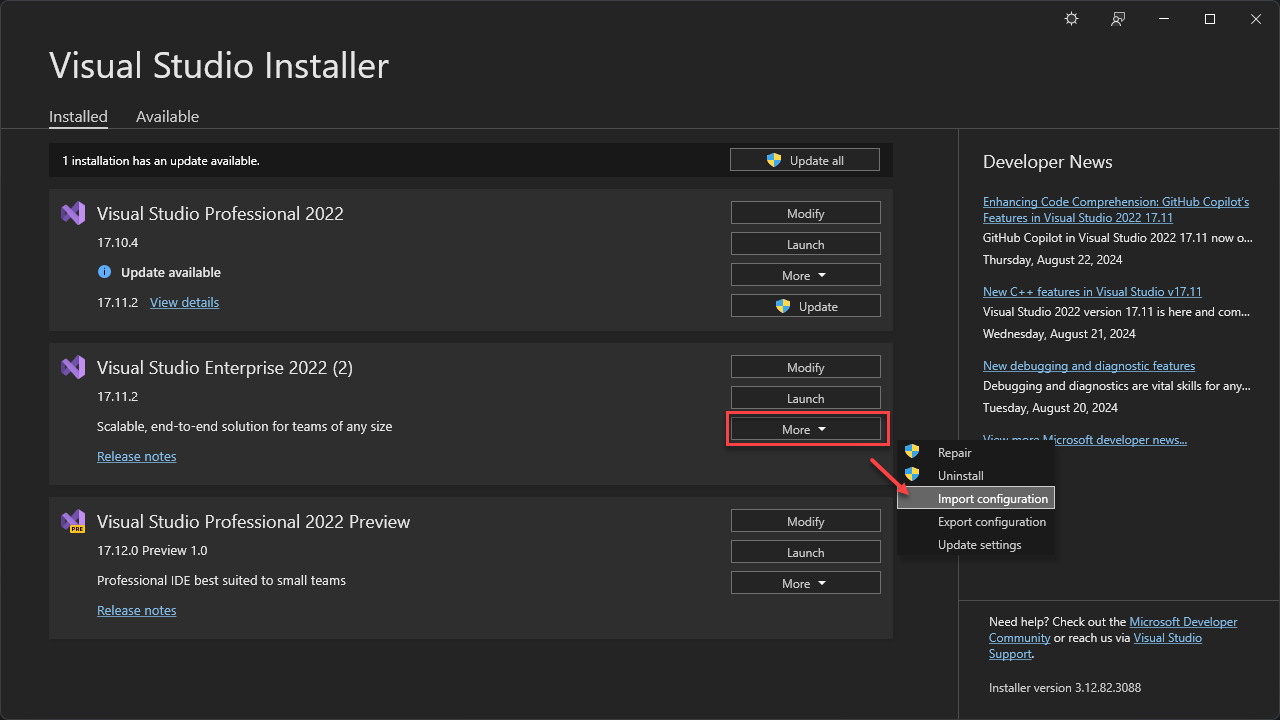 Visual Studio Installer
Installed
Available
1 installation has an update available.
Update all
Visual Studio Professional 2022
17.10.4
Update available
17.11.2 View details
Modify
Launch
More
Update
Visual Studio Enterprise 2022 (2)
17.11.2
Scalable, end-to-end solution for teams of any size
Release notes
Modify
Launch
More
Repair
Uninstall
Import configuration
Export configuration
Update settings
PRE
Visual Studio Professional 2022 Preview
17.12.0 Preview 1.0
Professional IDE best suited to small teams
Release notes
Modify
Launch
More
Developer News
Enhancing Code Comprehension: GitHub Copilot's
Features in Visual Studio 2022 17.11
GitHub Copilot in Visual Studio 2022 17.11 now o...
Thursday, August 22, 2024
New C++ features in Visual Studio v17.11
Visual Studio 2022 version 17.11 is here and com...
Wednesday, August 21, 2024
New debugging and diagnostic features
Debugging and diagnostics are vital skills for any...
Tuesday, August 20, 2024
View more Microsoft developer news...
Need help? Check out the Microsoft Developer
Community or reach us via Visual Studio
Support.
Installer version 3.12.82.3088